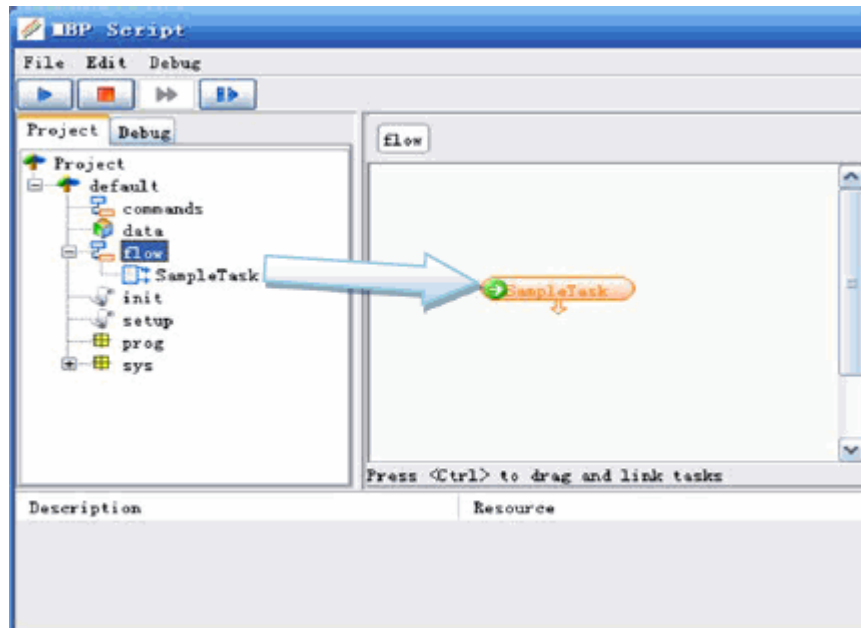 MBP Script
File Edit Debug
Project Debug
flow
Project
default
commands
data
flow
SampleTask
SampleTask
init
setup
prog
sys
Press <Ctrl> to drag and link tasks
Description Resource